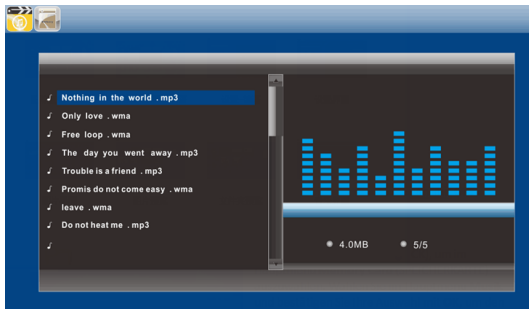 Nothing in the world . mp3
Only love . wma
Free loop . wma
The day you went away . mp3
Trouble is a friend . mp3
Promis do not come easy . wma
leave . wma
Do not heat me . mp3
4.0MB
5/5